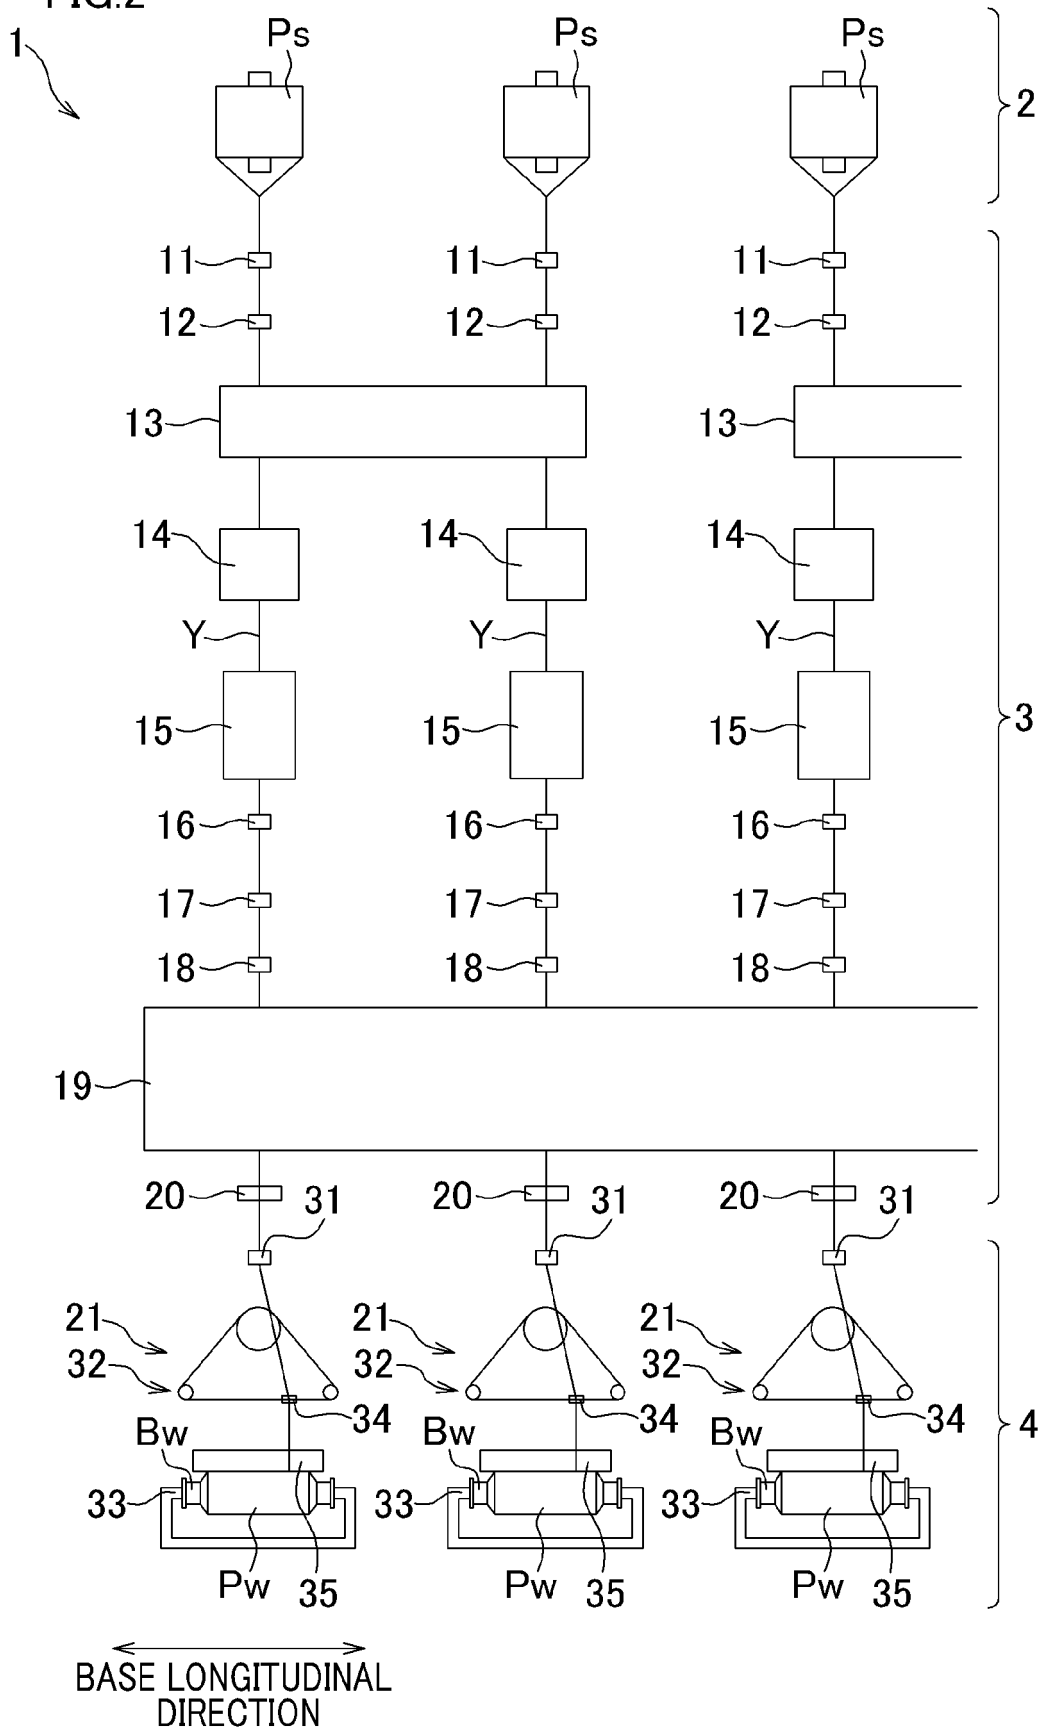 FIG.2
1
Ps Ps Ps
2
11 11 11
12 12 12
13 13
14 14 14
Y Y Y
15 15 15
3
16 16 16
17 17 17
18 18 18
19
20 31 20 31 20 31
21 21 21
32 32 32
34 34 34
4
Bw Bw Bw
33 33 33
Pw 35 Pw 35 Pw 35
BASE LONGITUDINAL
DIRECTION